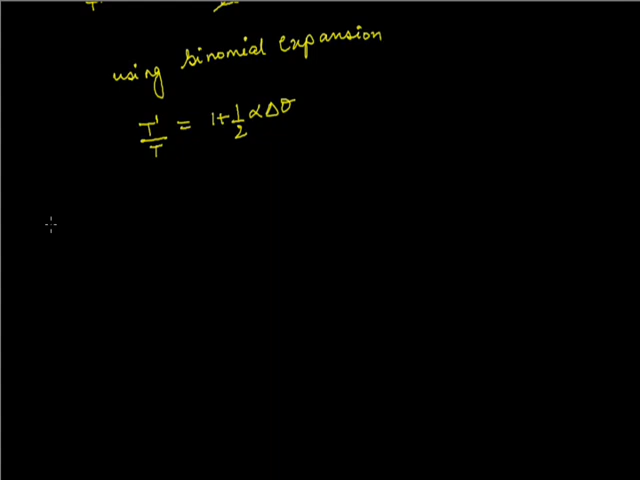 using binomial expansion
T'/T = 1+1/2 αΔθ